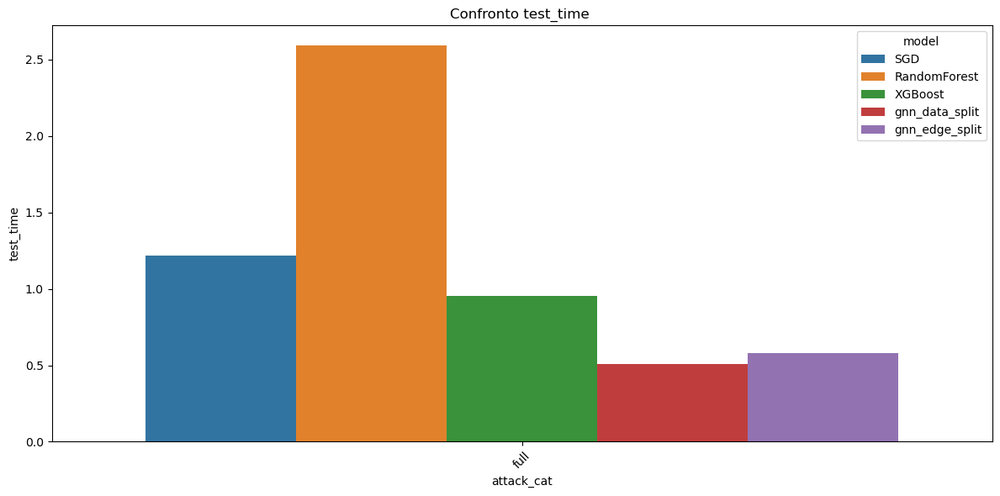 Confronto test_time
model
SGD
RandomForest
XGBoost
gnn_data_split
gnn_edge_split
test_time
2.5
2.0
1.5
1.0
0.5
0.0
full
attack_cat